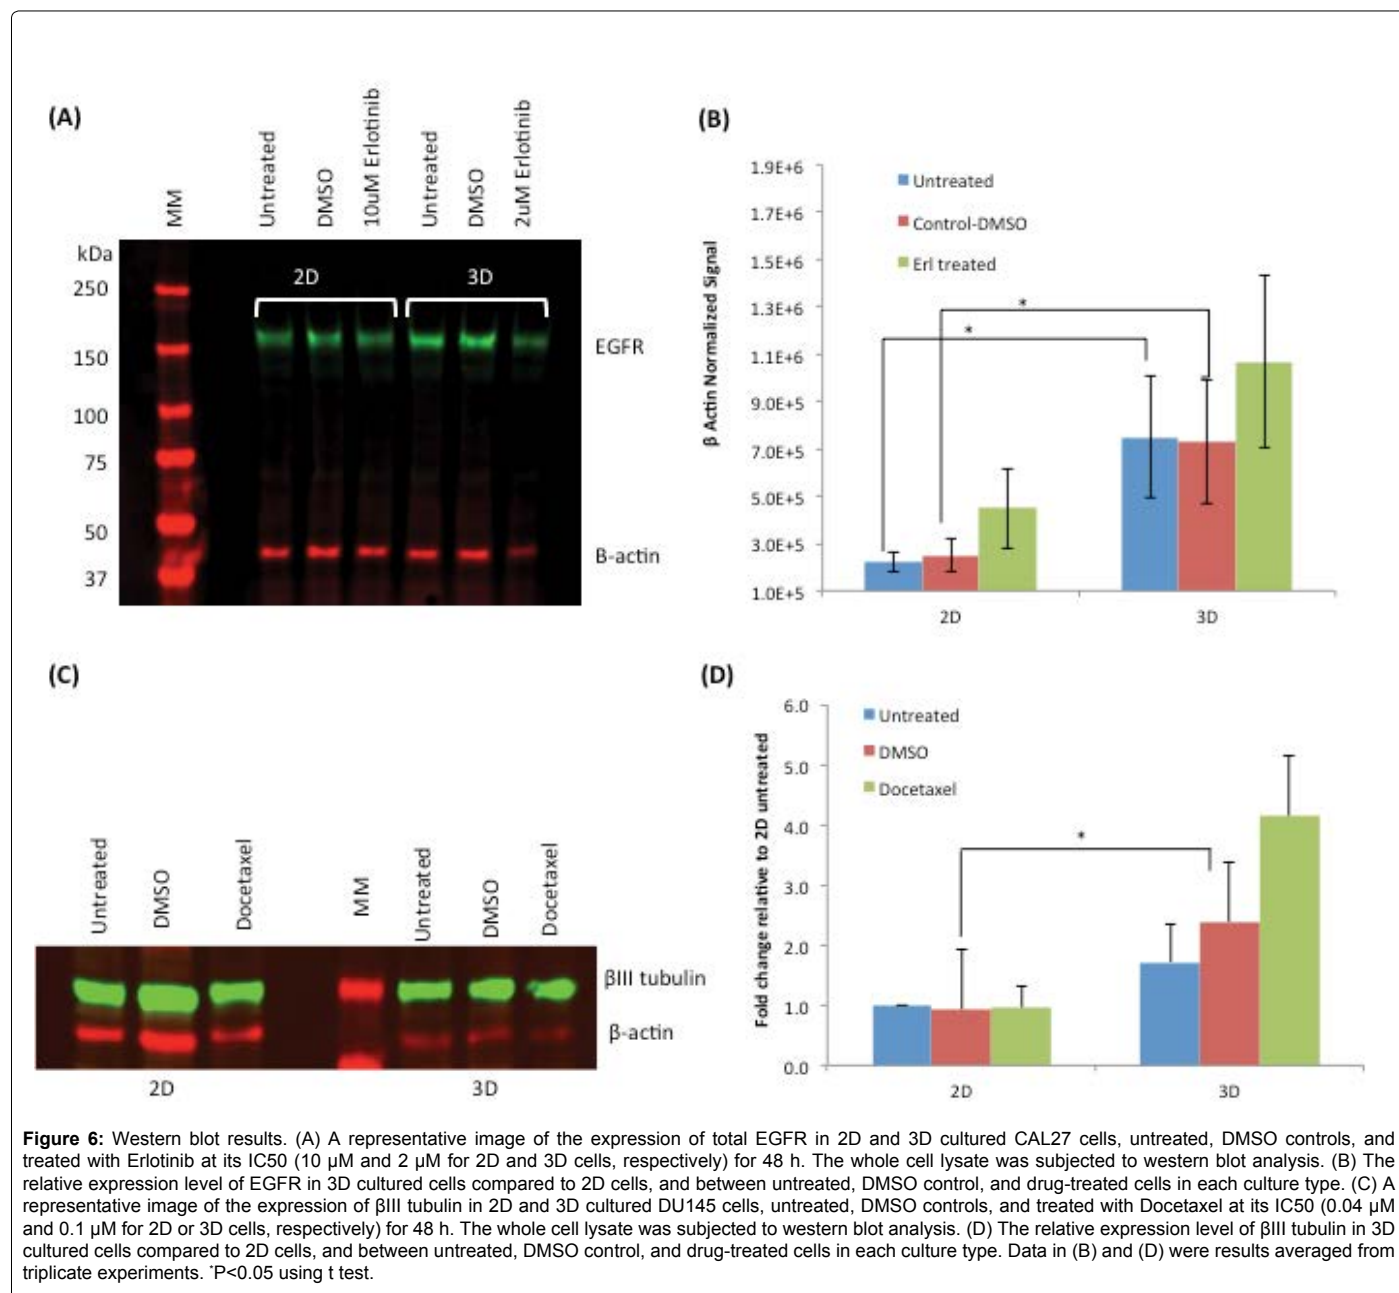 (A)
MM
Untreated
DMSO
10uM Erlotinib
Untreated
DMSO
2uM Erlotinib
kDa
250
150
100
75
50
37
2D
3D
EGFR
B-actin
(B)
β Actin Normalized Signal
1.9E+6
1.7E+6
1.5E+6
1.3E+6
1.1E+6
9.0E+5
7.0E+5
5.0E+5
3.0E+5
1.0E+5
Untreated
Control-DMSO
Erl treated
*
*
2D
3D
(C)
Untreated
DMSO
Docetaxel
MM
Untreated
DMSO
Docetaxel
βIII tubulin
β-actin
2D
3D
(D)
Fold change relative to 2D untreated
6.0
5.0
4.0
3.0
2.0
1.0
0.0
Untreated
DMSO
Docetaxel
*
2D
3D
Figure 6: Western blot results. (A) A representative image of the expression of total EGFR in 2D and 3D cultured CAL27 cells, untreated, DMSO controls, and
treated with Erlotinib at its IC50 (10 µM and 2 µM for 2D and 3D cells, respectively) for 48 h. The whole cell lysate was subjected to western blot analysis. (B) The
relative expression level of EGFR in 3D cultured cells compared to 2D cells, and between untreated, DMSO control, and drug-treated cells in each culture type. (C) A
representative image of the expression of βIII tubulin in 2D and 3D cultured DU145 cells, untreated, DMSO controls, and treated with Docetaxel at its IC50 (0.04 µM
and 0.1 µM for 2D or 3D cells, respectively) for 48 h. The whole cell lysate was subjected to western blot analysis. (D) The relative expression level of βIII tubulin in 3D
cultured cells compared to 2D cells, and between untreated, DMSO control, and drug-treated cells in each culture type. Data in (B) and (D) were results averaged from
triplicate experiments. *P<0.05 using t test.